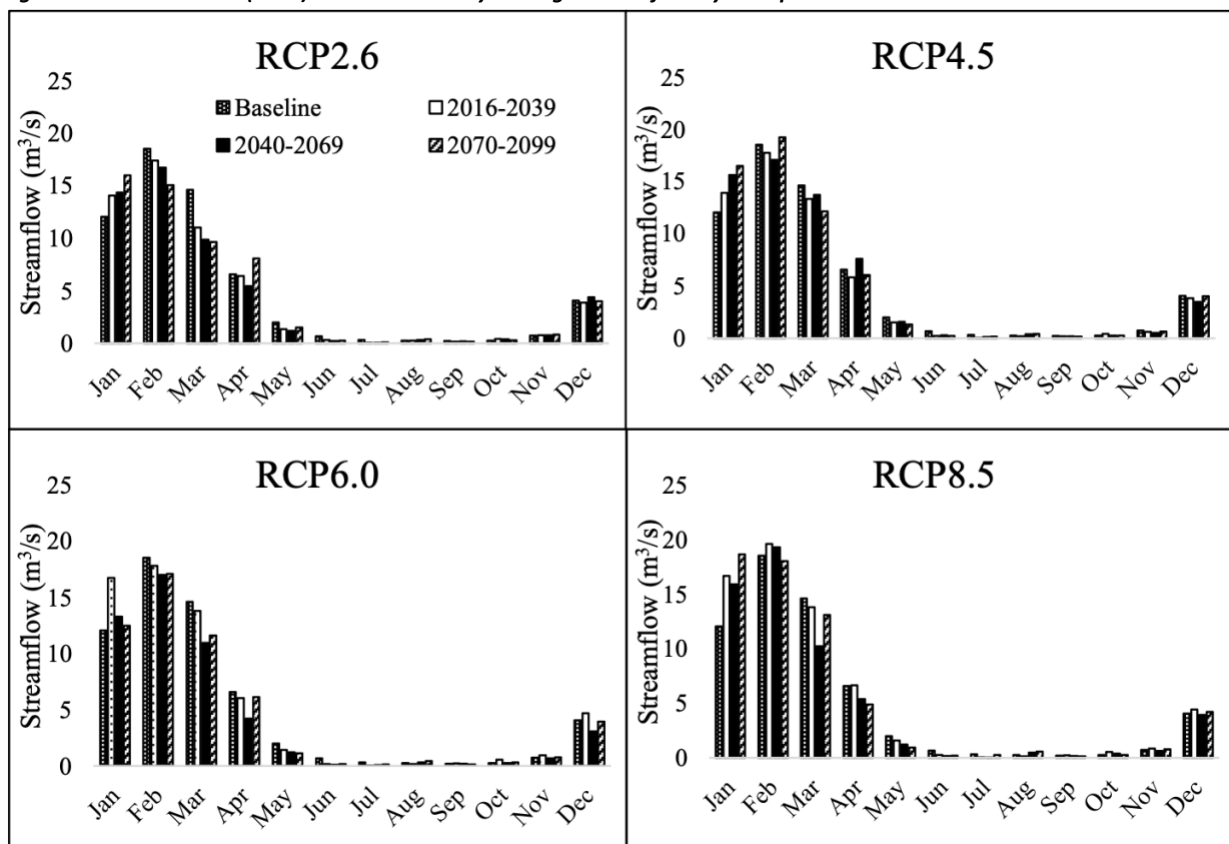 RCP2.6
Streamflow (m³/s)
25
20
15
10
5
0
Baseline
2016-2039
2040-2069
2070-2099
Jan
Feb
Mar
Apr
May
Jun
Jul
Aug
Sep
Oct
Nov
Dec
RCP4.5
Streamflow (m³/s)
25
20
15
10
5
0
Jan
Feb
Mar
Apr
May
Jun
Jul
Aug
Sep
Oct
Nov
Dec
RCP6.0
Streamflow (m³/s)
25
20
15
10
5
0
Jan
Feb
Mar
Apr
May
Jun
Jul
Aug
Sep
Oct
Nov
Dec
RCP8.5
Streamflow (m³/s)
25
20
15
10
5
0
Jan
Feb
Mar
Apr
May
Jun
Jul
Aug
Sep
Oct
Nov
Dec